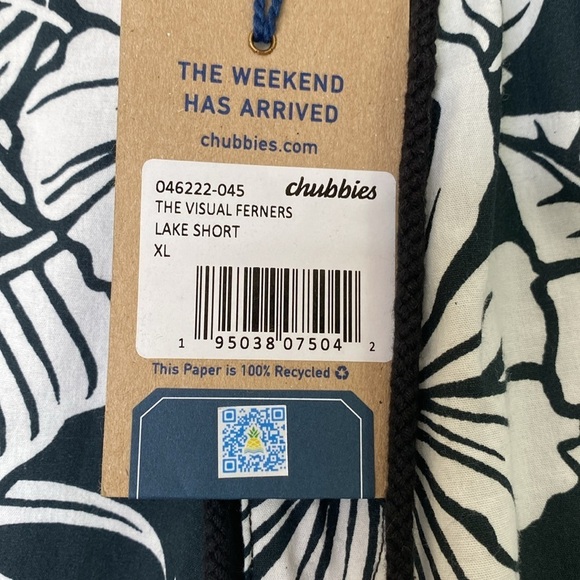 THE WEEKEND
HAS ARRIVED
chubbies.com
046222-045 chubbies
THE VISUAL FERNERS
LAKE SHORT
XL
1 95038 07504 2
This Paper is 100% Recycled